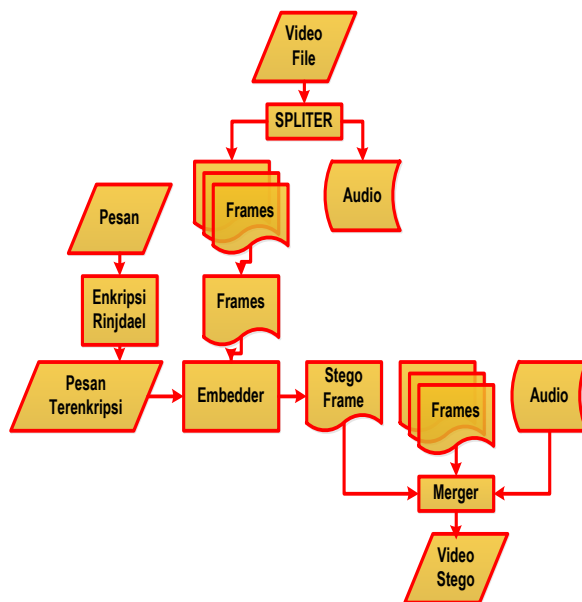 Video
File
SPLITER
Frames
Audio
Pesan
Enkripsi
Rinjdael
Frames
Pesan
Terenkripsi
Embedder
Stego
Frame
Frames
Audio
Merger
Video
Stego